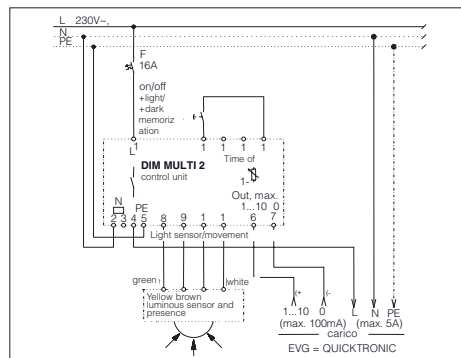 L 230V~,
N
PE
F
16A
on/off
+light/
+dark
memoriz
ation
1 1 1 1 1
L
DIM MULTI 2
control unit
Time of
1-
Out, max.
1...10 0
N
PE
2 3 4 5 8 9 1 1 6 7
Light sensor/movement
green
white
Yellow brown
luminous sensor and
presence
(+ (-
1...10 0 L N PE
(max. 100mA) (max. 5A)
carico
EVG = QUICKTRONIC